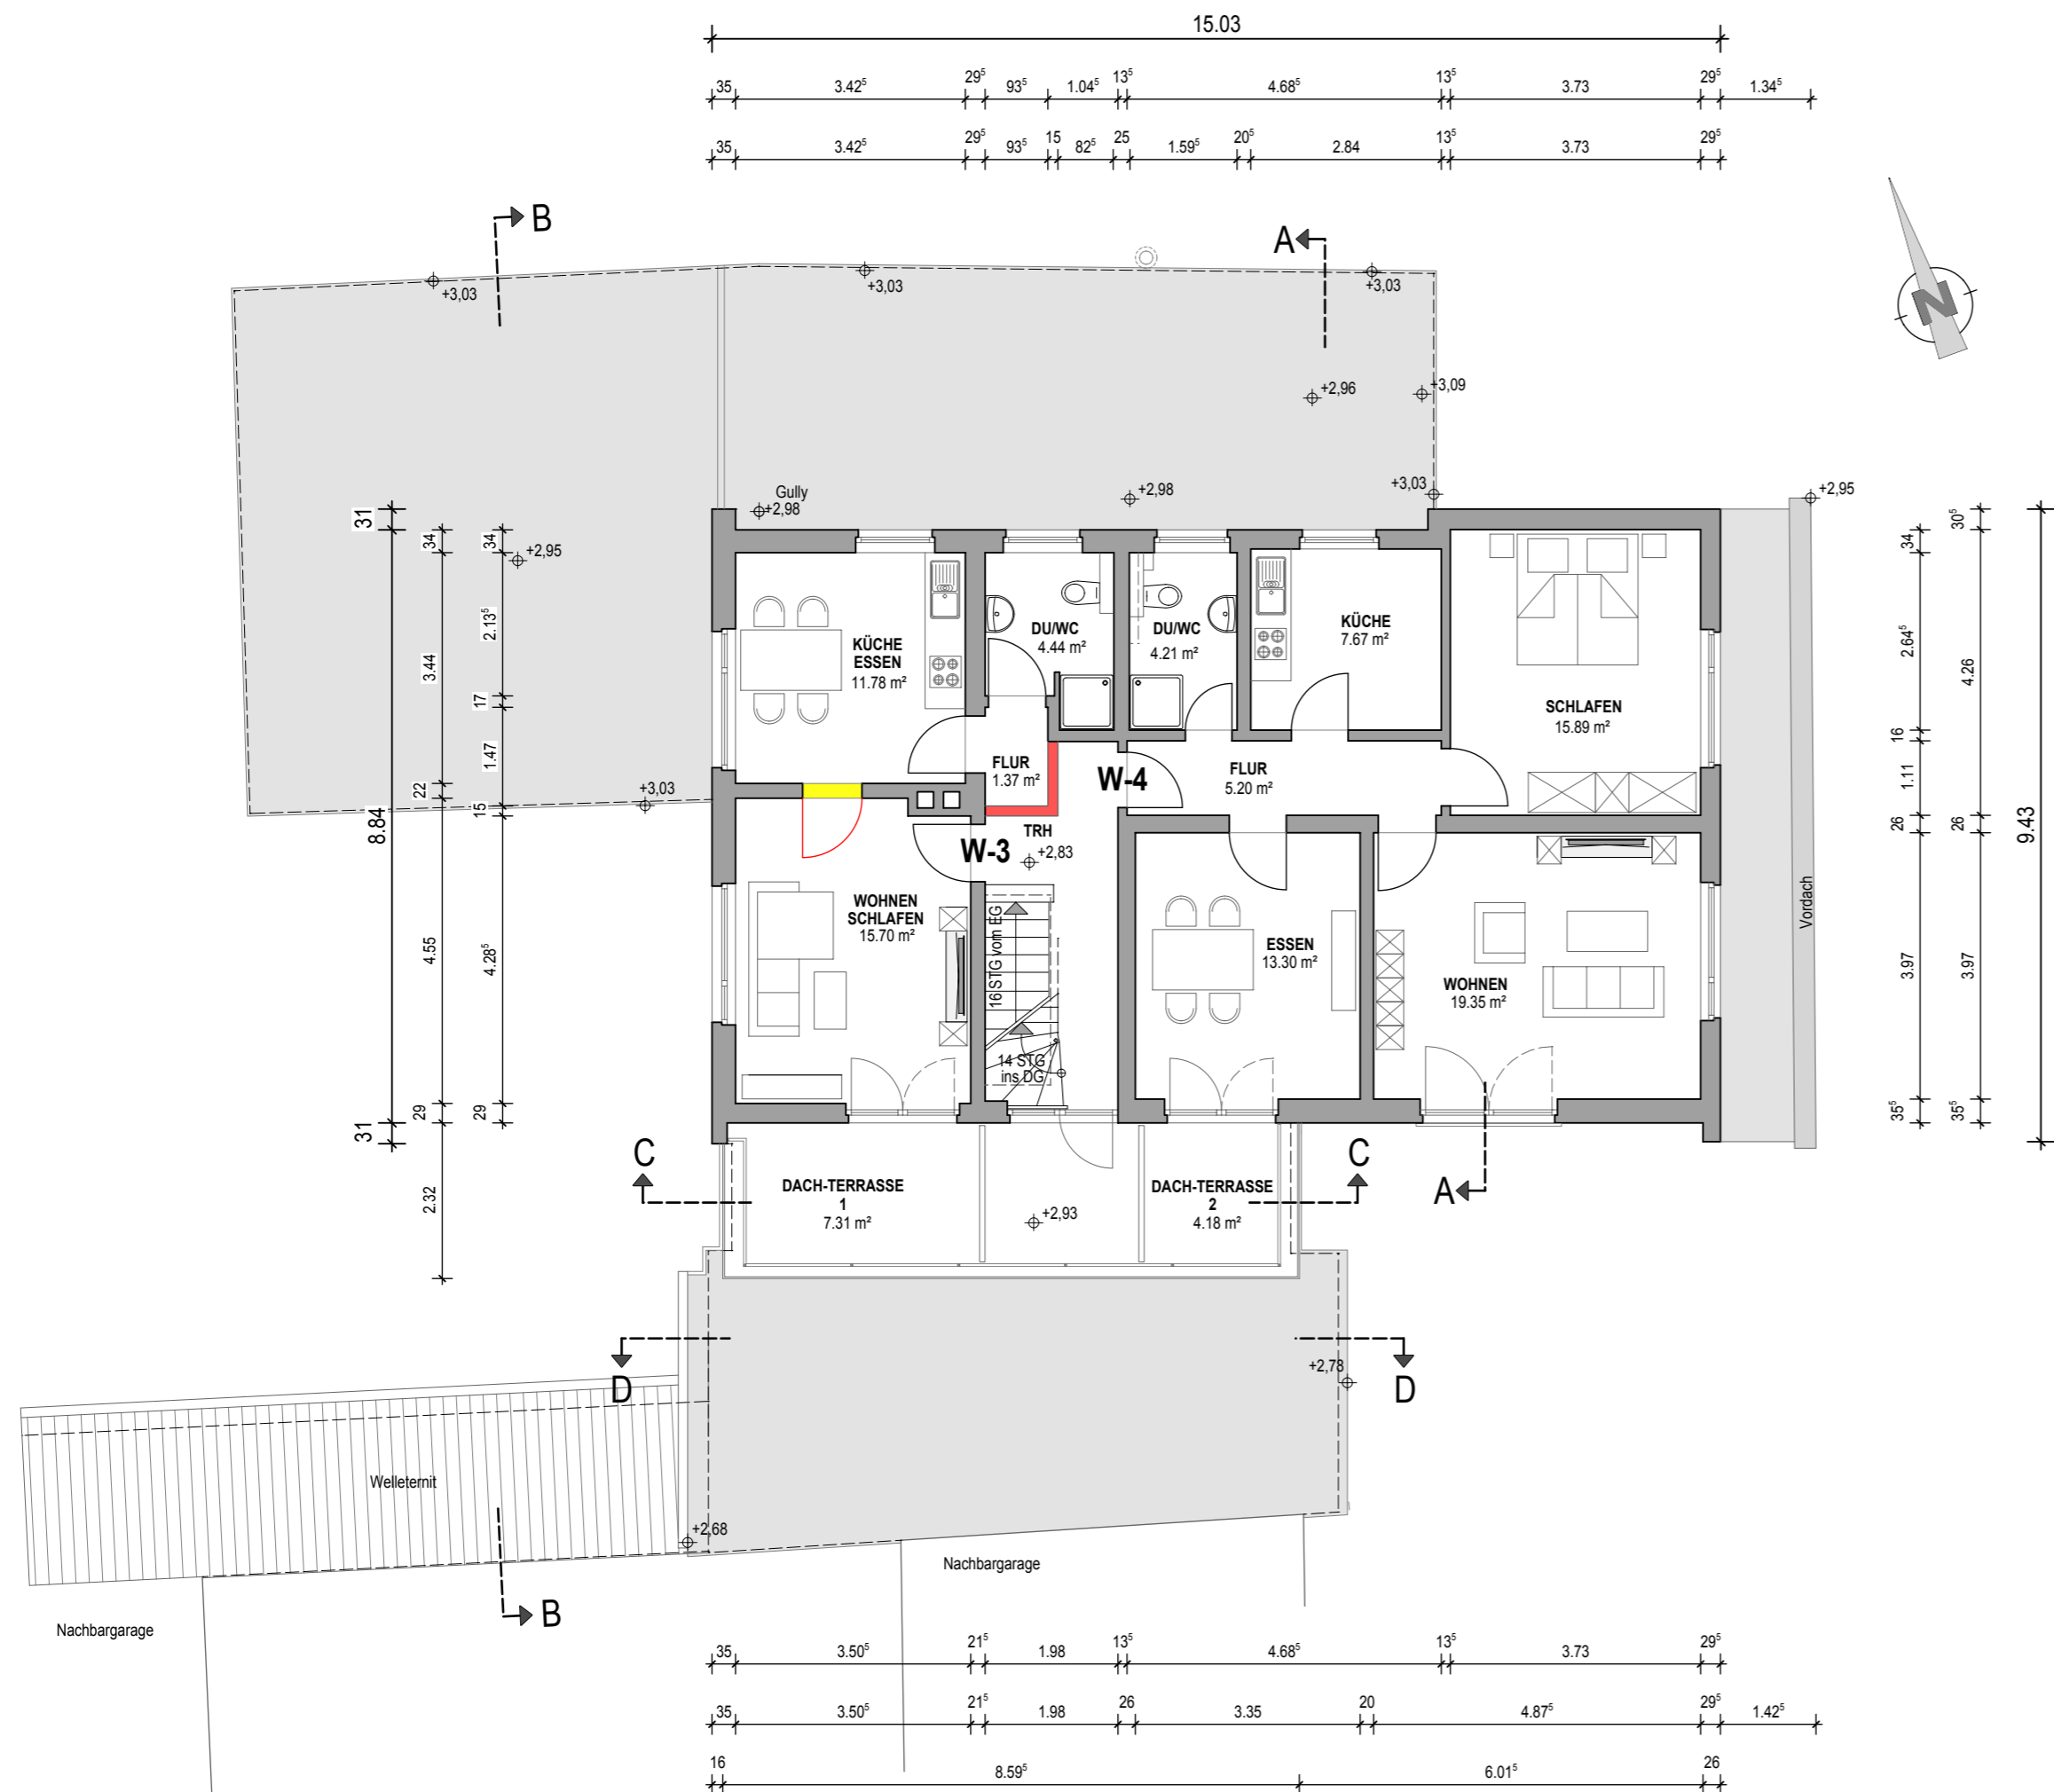 15.03
35 3.42⁵ 29⁵ 93⁵ 1.04⁵ 13⁵ 4.68⁵ 13⁵ 3.73 29⁵ 1.34⁵
35 3.42⁵ 29⁵ 93⁵ 15 82⁵ 25 1.59⁵ 20⁵ 2.84 13⁵ 3.73 29⁵
B
A
N
+3,03
+3,03
+3,03
+2,96
+3,09
+3,03
+2,98
Gully
+2,98
+2,95
+2,95
+3,03
31
8.84
31
34
3.44
22
4.55
29
2.32
34
2.13⁵
17
1.47
15
4.28⁵
29
KÜCHE
ESSEN
11.78 m²
DU/WC
4.44 m²
DU/WC
4.21 m²
KÜCHE
7.67 m²
SCHLAFEN
15.89 m²
FLUR
1.37 m²
W-4
FLUR
5.20 m²
TRH
+2,83
W-3
WOHNEN
SCHLAFEN
15.70 m²
16 STG vom EG
14 STG
ins DG
ESSEN
13.30 m²
WOHNEN
19.35 m²
Vordach
34
2.64⁵
16
1.11
26
3.97
35⁵
30⁵
4.26
26
3.97
35⁵
9.43
C
C
A
DACH-TERRASSE
1
7.31 m²
+2,93
DACH-TERRASSE
2
4.18 m²
D
D
+2,78
Welleternit
+2,68
Nachbargarage
B
Nachbargarage
35 3.50⁵ 21⁵ 1.98 13⁵ 4.68⁵ 13⁵ 3.73 29⁵
35 3.50⁵ 21⁵ 1.98 26 3.35 20 4.87⁵ 29⁵ 1.42⁵
16 8.59⁵ 6.01⁵ 26